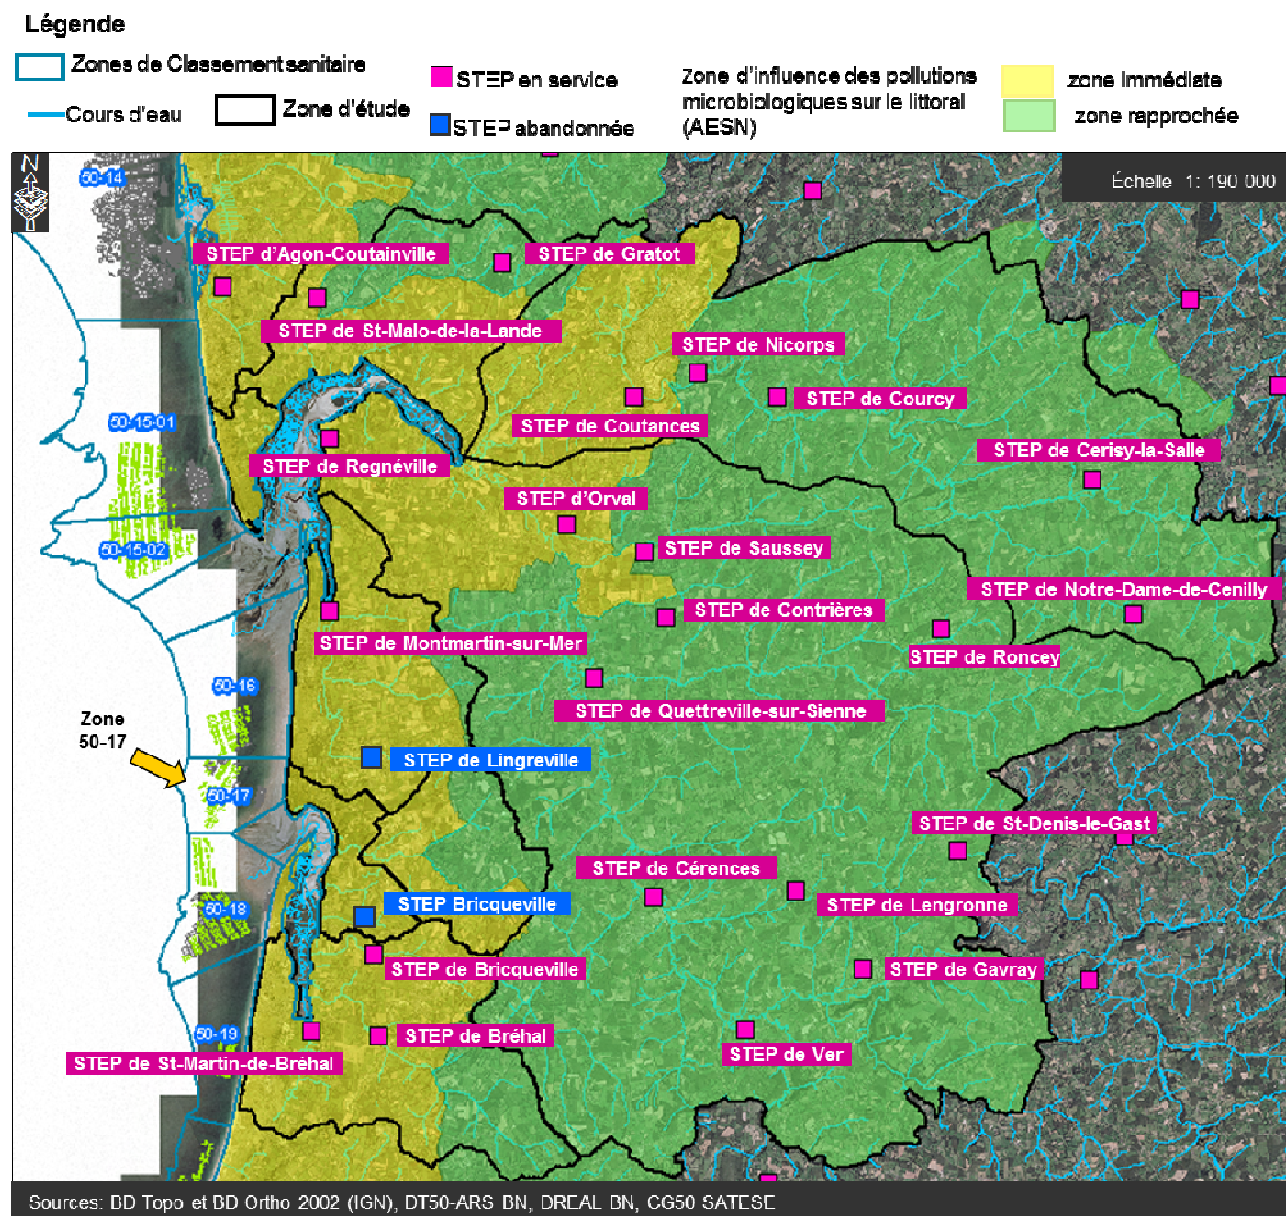 Légende
Zones de Classement sanitaire
Cours d'eau
Zone d'étude
STEP en service
STEP abandonnée
Zone d'influence des pollutions
microbiologiques sur le littoral
(AESN)
zone Immédiate
zone rapprochée
N
Échelle 1: 190 000
50-14
STEP d'Agon-Coutainville
STEP de Gratot
STEP de St-Malo-de-la-Lande
STEP de Nicorps
STEP de Courcy
50-15-01
STEP de Coutances
STEP de Cerisy-la-Salle
STEP de Regnéville
STEP d'Orval
50-15-02
STEP de Saussey
STEP de Notre-Dame-de-Cenilly
STEP de Contrières
STEP de Montmartin-sur-Mer
STEP de Roncey
50-16
STEP de Quettreville-sur-Sienne
Zone
50-17
STEP de Lingreville
50-17
STEP de St-Denis-le-Gast
STEP de Cérences
STEP Bricqueville
STEP de Lengronne
50-18
STEP de Bricqueville
STEP de Gavray
50-19
STEP de Bréhal
STEP de Ver
STEP de St-Martin-de-Bréhal
Sources: BD Topo et BD Ortho 2002 (IGN), DT50-ARS BN, DREAL BN, CG50 SATESE